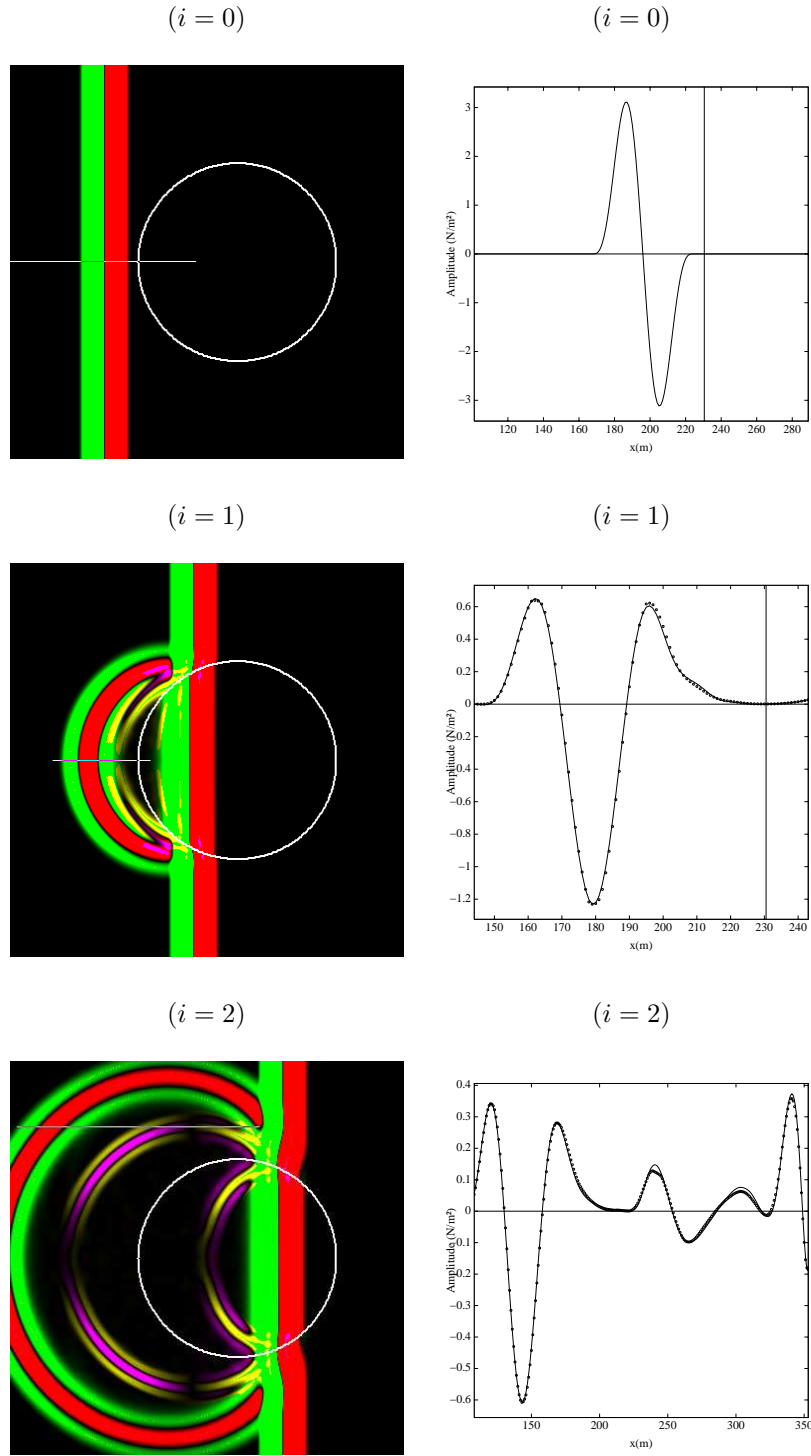 (i = 0)
(i = 0)
3
2
1
0
−1
−2
−3
Amplitude (N/m²)
120 140 160 180 200 220 240 260 280
x(m)
(i = 1)
(i = 1)
0.6
0.4
0.2
0
−0.2
−0.4
−0.6
−0.8
−1
−1.2
Amplitude (N/m²)
150 160 170 180 190 200 210 220 230 240
x(m)
(i = 2)
(i = 2)
0.4
0.3
0.2
0.1
0
−0.1
−0.2
−0.3
−0.4
−0.5
−0.6
Amplitude (N/m²)
150 200 250 300 350
x(m)